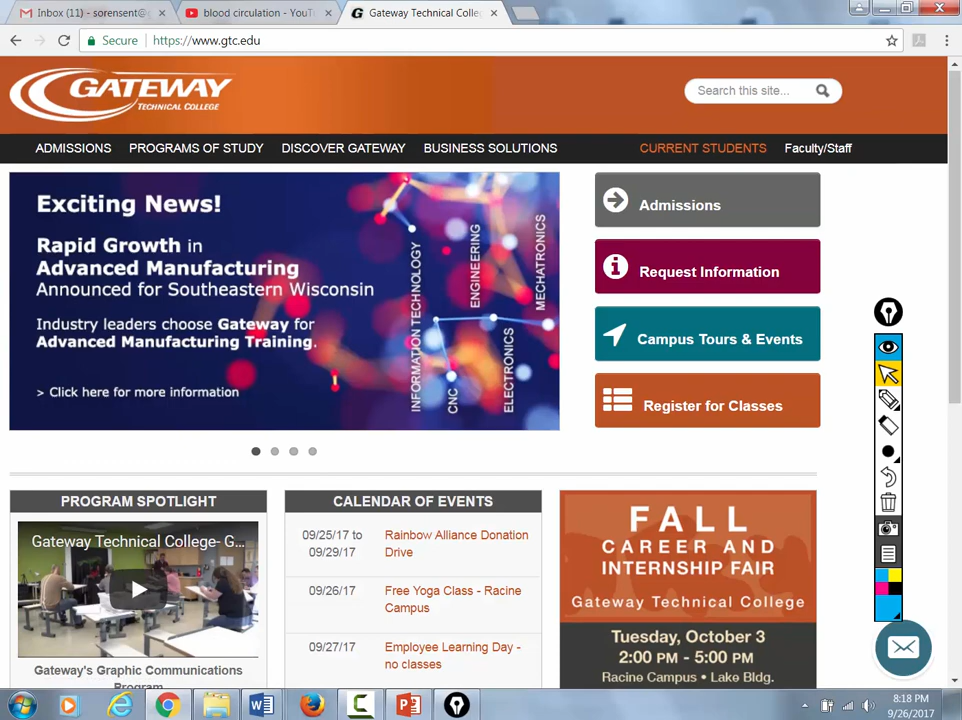 Inbox (11) - sorensent@g
blood circulation - YouTu
Gateway Technical Colle
Secure
https://www.gtc.edu
GATEWAY
TECHNICAL COLLEGE
Search this site...
ADMISSIONS PROGRAMS OF STUDY DISCOVER GATEWAY BUSINESS SOLUTIONS CURRENT STUDENTS Faculty/Staff
Exciting News!
Rapid Growth in
Advanced Manufacturing
Announced for Southeastern Wisconsin
Industry leaders choose Gateway for
Advanced Manufacturing Training.
> Click here for more information
INFORMATION TECHNOLOGY
CNC
ENGINEERING
ELECTRONICS
MECHATRONICS
Admissions
Request Information
Campus Tours & Events
Register for Classes
PROGRAM SPOTLIGHT
Gateway Technical College- G...
Gateway's Graphic Communications
Program
CALENDAR OF EVENTS
09/25/17 to
09/29/17
Rainbow Alliance Donation
Drive
09/26/17
Free Yoga Class - Racine
Campus
09/27/17
Employee Learning Day -
no classes
FALL
CAREER AND
INTERNSHIP FAIR
Gateway Technical College
Tuesday, October 3
2:00 PM - 5:00 PM
Racine Campus • Lake Bldg.
8:18 PM
9/26/2017